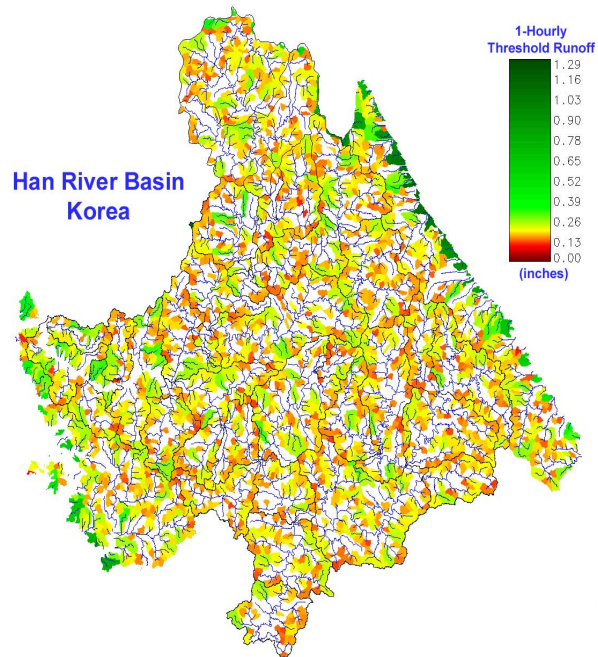 1-Hourly
Threshold Runoff
1.29
1.16
1.03
0.90
0.78
0.65
0.52
0.39
0.26
0.13
0.00
(inches)
Han River Basin
Korea